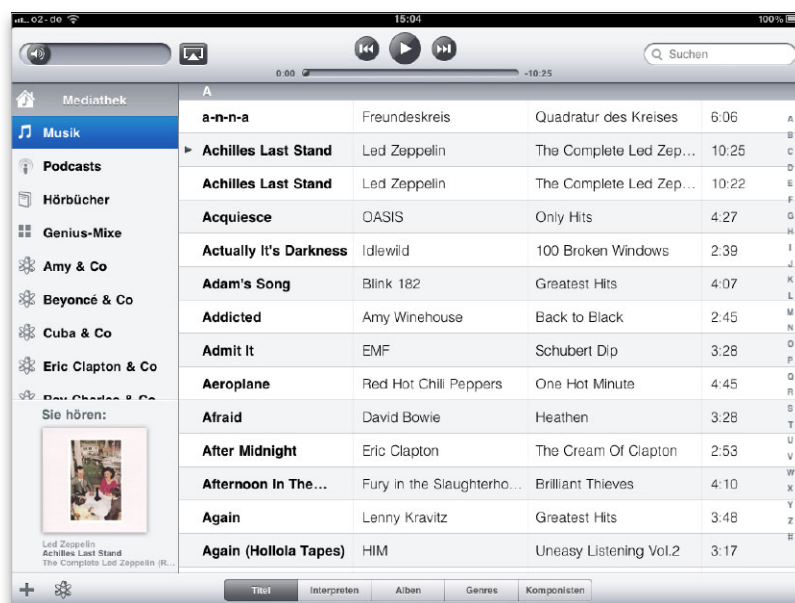 o2-de 15:04 100%
Suchen
0:00 -10:25
Mediathek
Musik
Podcasts
Hörbücher
Genius-Mixe
Amy & Co
Beyoncé & Co
Cuba & Co
Eric Clapton & Co
Ray Charles & Co
Sie hören:
Led Zeppelin
Achilles Last Stand
The Complete Led Zeppelin (R...
A
a-n-n-a Freundeskreis Quadratur des Kreises 6:06
Achilles Last Stand Led Zeppelin The Complete Led Zep... 10:25
Achilles Last Stand Led Zeppelin The Complete Led Zep... 10:22
Acquiesce OASIS Only Hits 4:27
Actually It's Darkness Idlewild 100 Broken Windows 2:39
Adam's Song Blink 182 Greatest Hits 4:07
Addicted Amy Winehouse Back to Black 2:45
Admit It EMF Schubert Dip 3:28
Aeroplane Red Hot Chili Peppers One Hot Minute 4:45
Afraid David Bowie Heathen 3:28
After Midnight Eric Clapton The Cream Of Clapton 2:53
Afternoon In The... Fury in the Slaughterho... Brilliant Thieves 4:10
Again Lenny Kravitz Greatest Hits 3:48
Again (Hollola Tapes) HIM Uneasy Listening Vol.2 3:17
A
B
C
D
E
F
G
H
I
J
K
L
M
N
O
P
Q
R
S
T
U
V
W
X
Y
Z
#
Titel Interpreten Alben Genres Komponisten